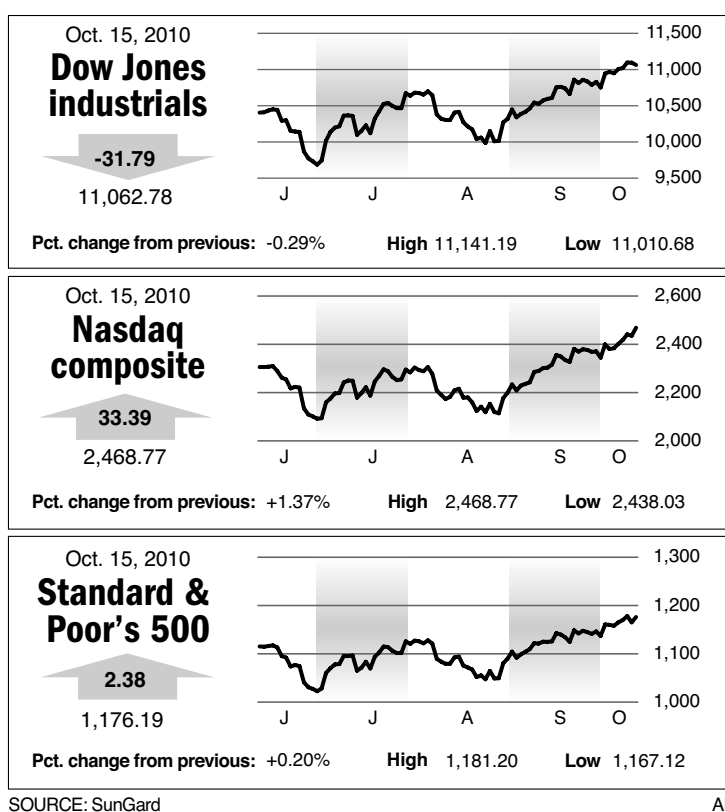 Oct. 15, 2010
Dow Jones
industrials
-31.79
11,062.78
11,500
11,000
10,500
10,000
9,500
J J A S O
Pct. change from previous: -0.29% High 11,141.19 Low 11,010.68
Oct. 15, 2010
Nasdaq
composite
33.39
2,468.77
2,600
2,400
2,200
2,000
J J A S O
Pct. change from previous: +1.37% High 2,468.77 Low 2,438.03
Oct. 15, 2010
Standard &
Poor's 500
2.38
1,176.19
1,300
1,200
1,100
1,000
J J A S O
Pct. change from previous: +0.20% High 1,181.20 Low 1,167.12
SOURCE: SunGard A